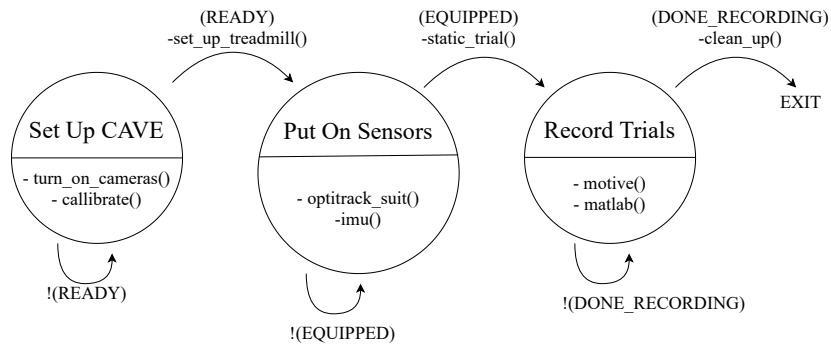 (READY)
-set_up_treadmill()
(EQUIPPED)
-static_trial()
(DONE_RECORDING)
-clean_up()
EXIT
Set Up CAVE
- turn_on_cameras()
- callibrate()
!(READY)
Put On Sensors
- optitrack_suit()
-imu()
!(EQUIPPED)
Record Trials
- motive()
- matlab()
!(DONE_RECORDING)